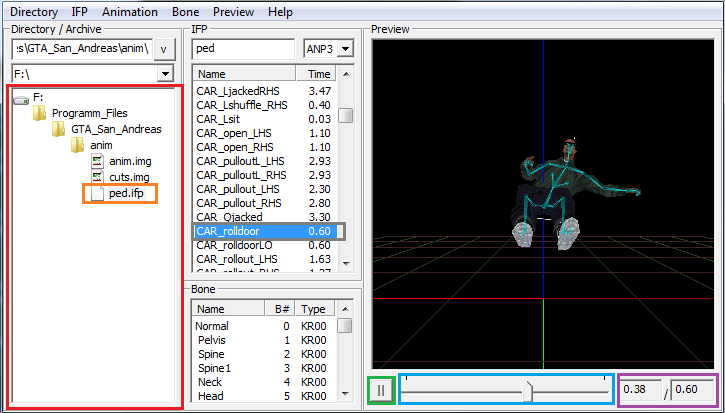 Directory IFP Animation Bone Preview Help
Directory / Archive
:s\GTA_San_Andreas\anim\ v
F:\
F:
Programm_Files
GTA_San_Andreas
anim
anim.img
cuts.img
ped.ifp
IFP
ped ANP3
Name Time
CAR_LjackedRHS 3.47
CAR_Lshuffle_RHS 0.40
CAR_Lsit 0.03
CAR_open_LHS 1.10
CAR_open_RHS 1.10
CAR_pulloutL_LHS 2.93
CAR_pulloutL_RHS 2.93
CAR_pullout_LHS 2.30
CAR_pullout_RHS 2.80
CAR_Qjacked 3.30
CAR_rolldoor 0.60
CAR_rolldoorLO 0.60
CAR_rollout_LHS 1.63
CAR_rollout_RHS 1.27
Bone
Name B# Type
Normal 0 KR00
Pelvis 1 KR00
Spine 2 KR00
Spine1 3 KR00
Neck 4 KR00
Head 5 KR00
Preview
0.38 / 0.60